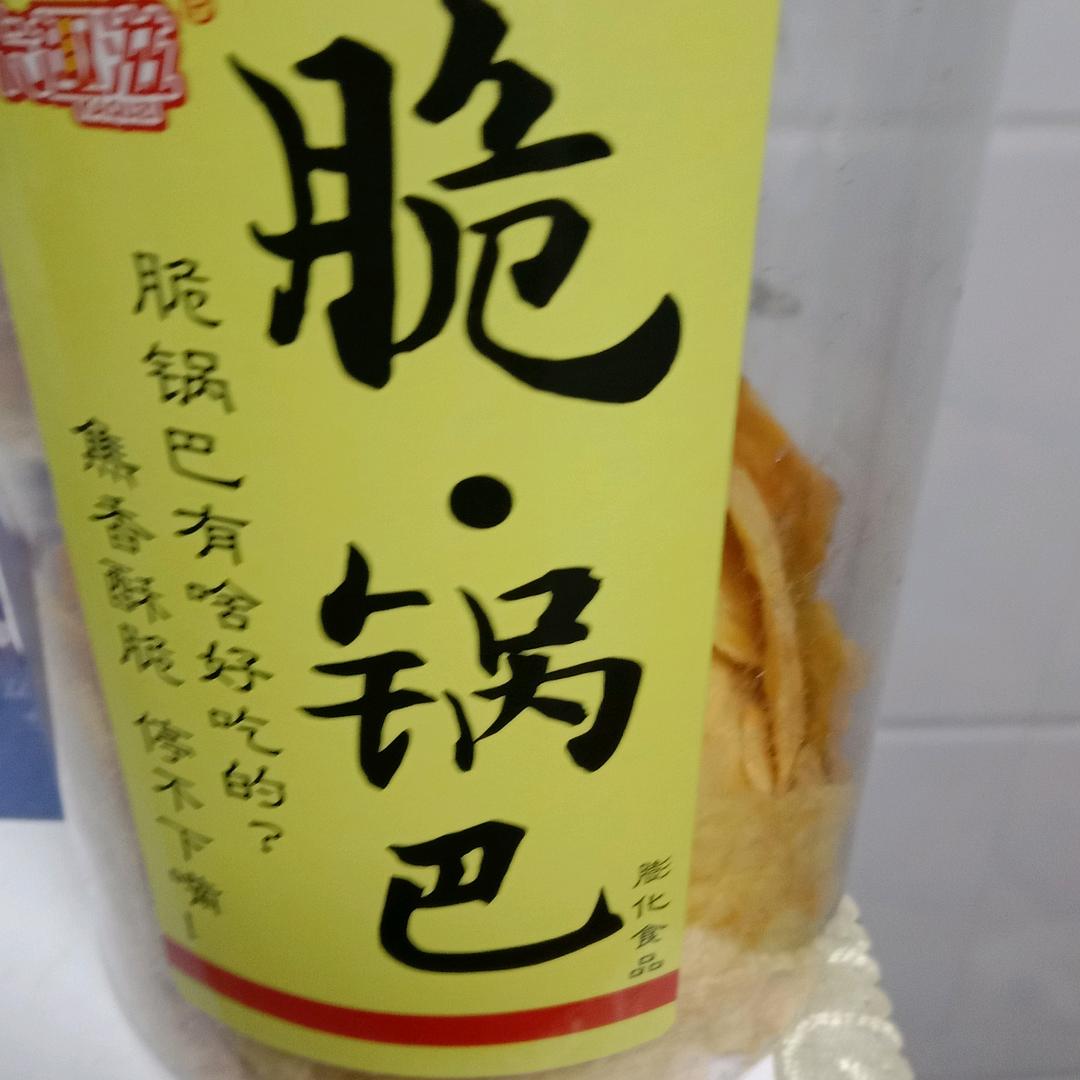 脆·锅巴
脆锅巴有啥好吃的?
集香酥脆 停不下嘴!
膨化食品